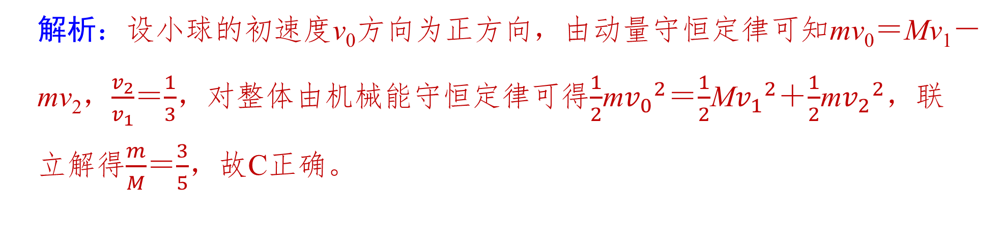 解析：设小球的初速度v₀方向为正方向，由动量守恒定律可知mv₀＝Mv₁－
mv₂，v₂/v₁＝1/3，对整体由机械能守恒定律可得1/2mv₀²＝1/2Mv₁²＋1/2mv₂²，联
立解得m/M＝3/5，故C正确。